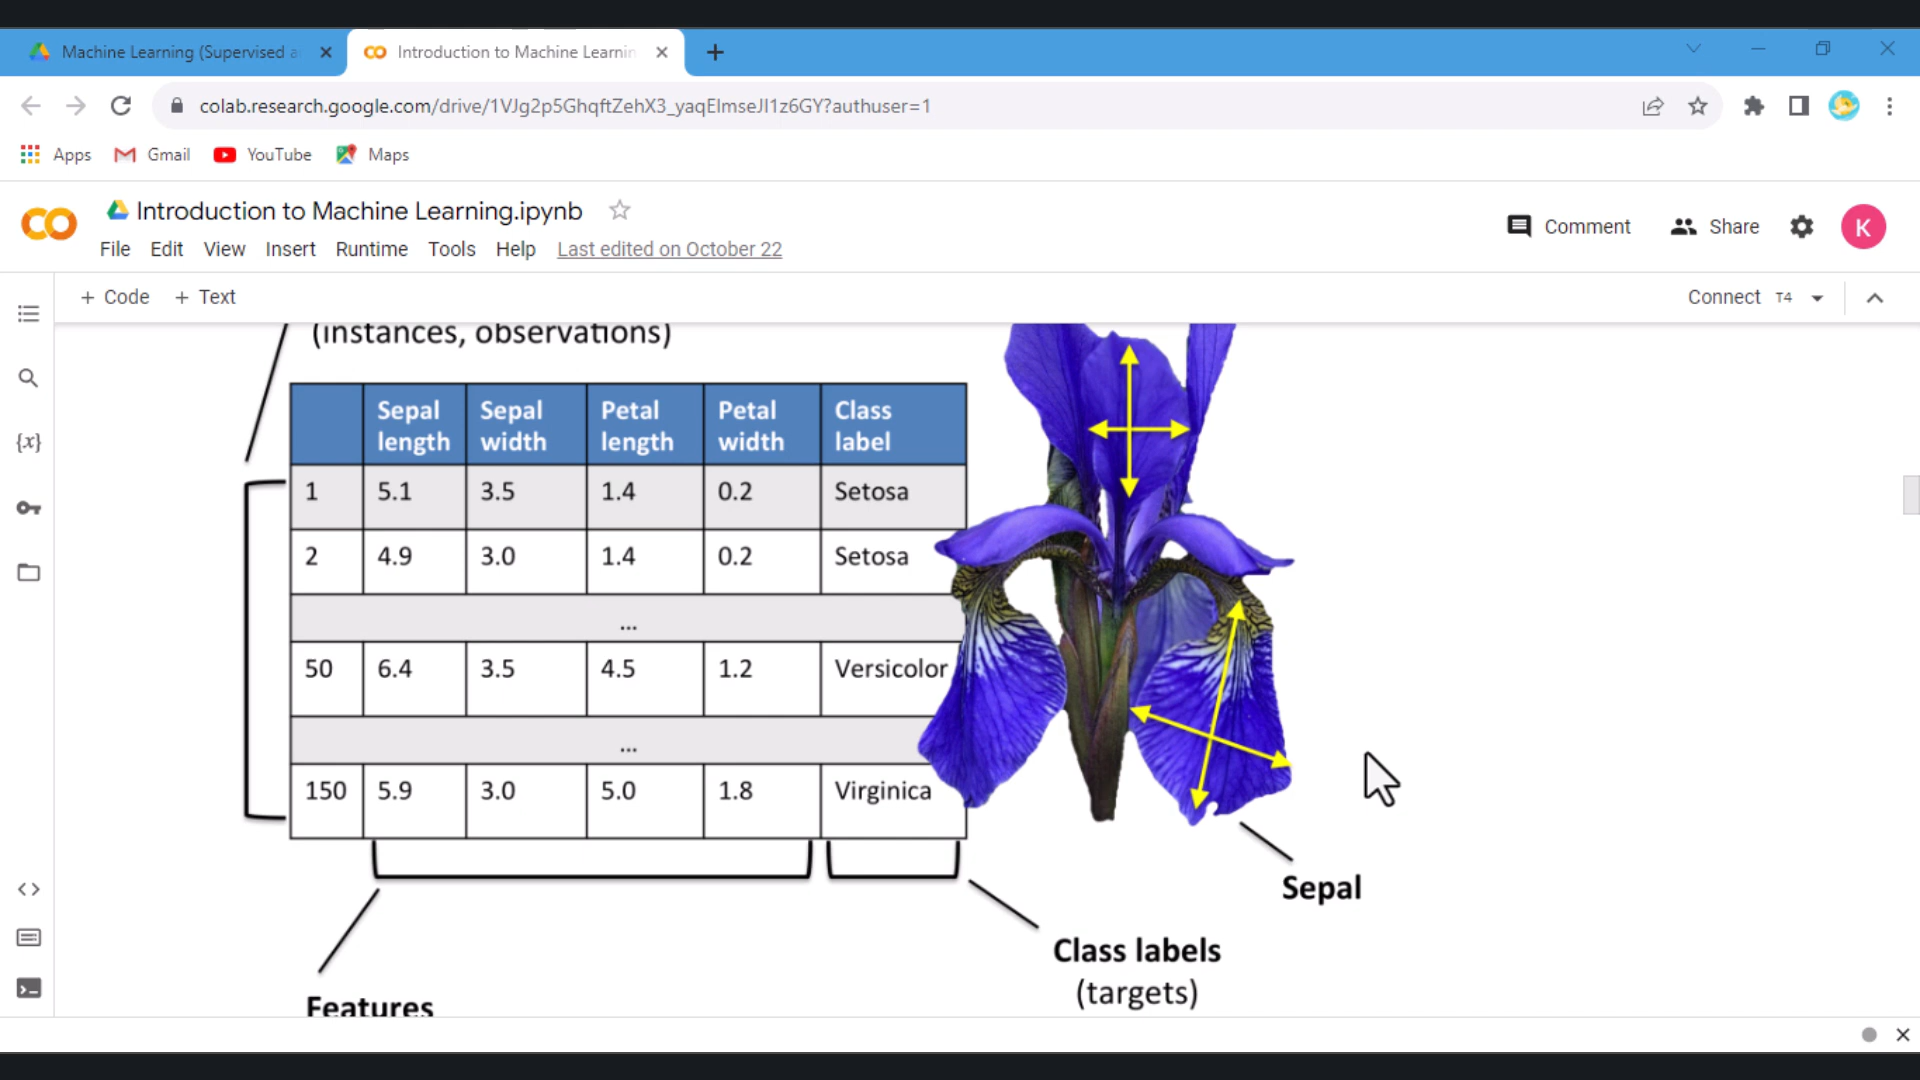 Machine Learning (Supervised a
Introduction to Machine Learnin
colab.research.google.com/drive/1VJg2p5GhqftZehX3_yaqElmseJI1z6GY?authuser=1
Apps
Gmail
YouTube
Maps
Introduction to Machine Learning.ipynb
File Edit View Insert Runtime Tools Help Last edited on October 22
Comment
Share
K
+ Code + Text
Connect T4
{x}
(instances, observations)
Sepal length Sepal width Petal length Petal width Class label
1 5.1 3.5 1.4 0.2 Setosa
2 4.9 3.0 1.4 0.2 Setosa
...
50 6.4 3.5 4.5 1.2 Versicolor
...
150 5.9 3.0 5.0 1.8 Virginica
Sepal
Class labels
(targets)
Features